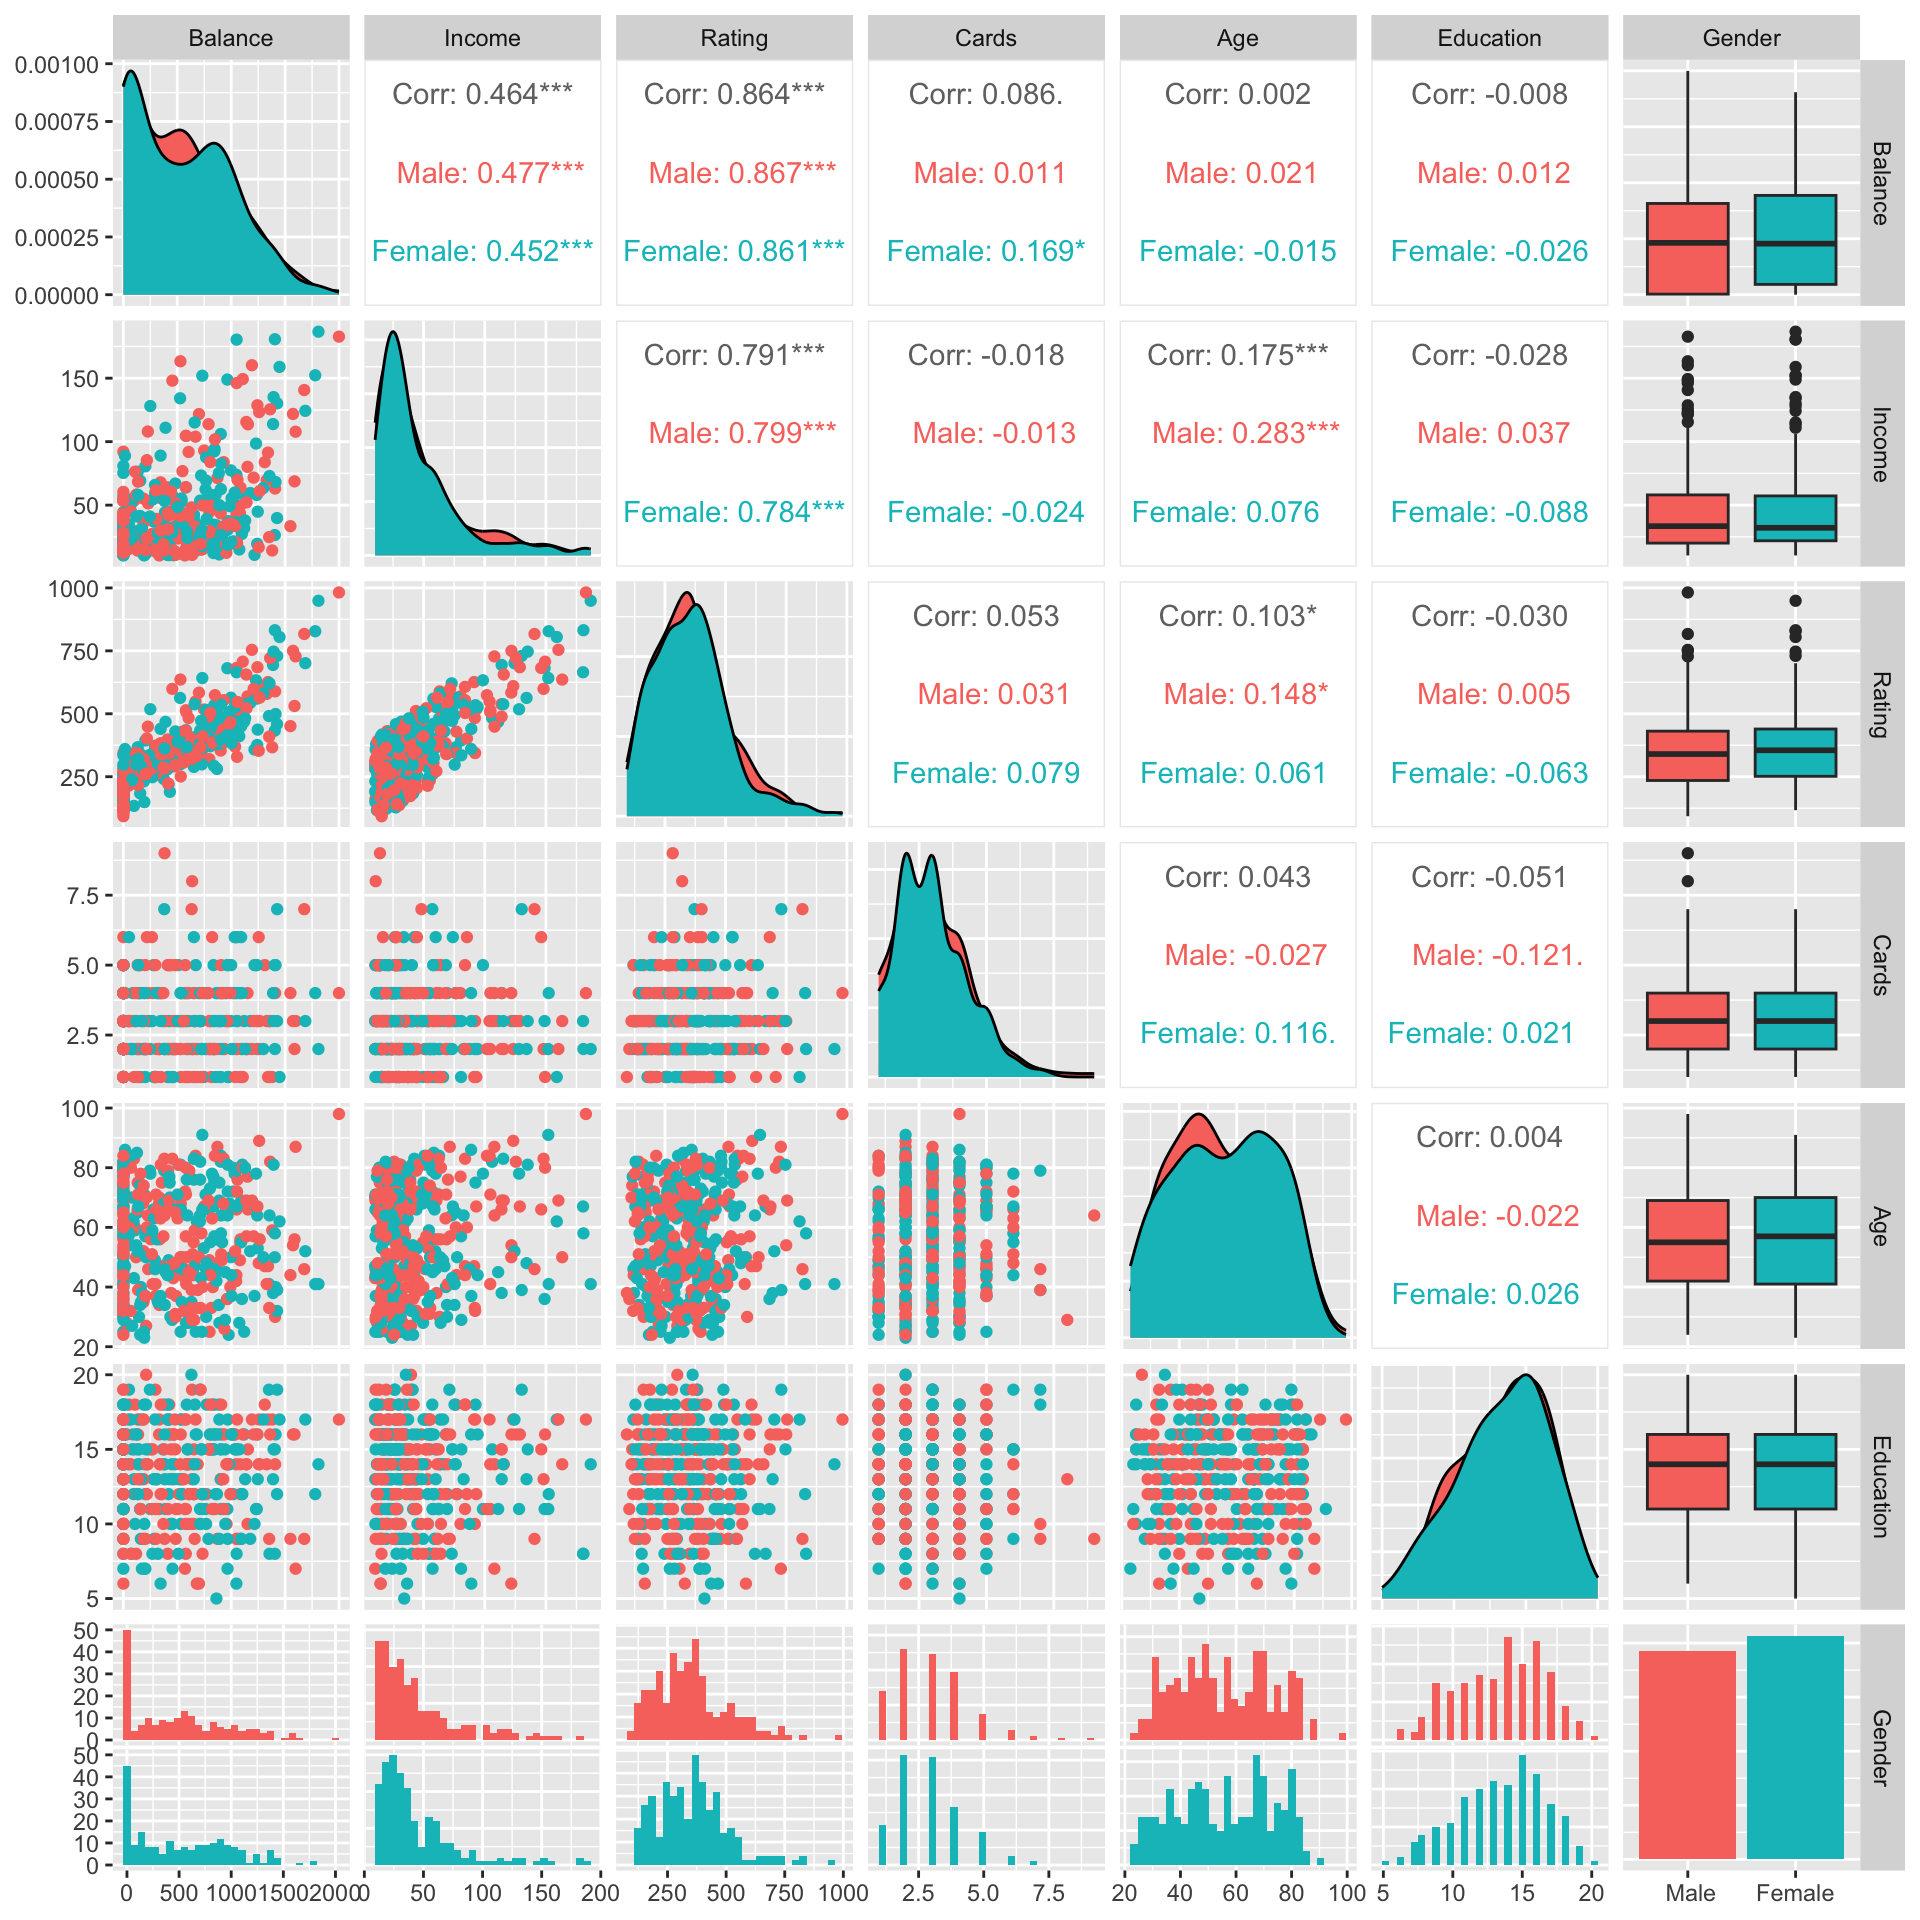 Balance Income Rating Cards Age Education Gender
0.00100
0.00075
0.00050
0.00025
0.00000
Corr: 0.464***
Male: 0.477***
Female: 0.452***
Corr: 0.864***
Male: 0.867***
Female: 0.861***
Corr: 0.086.
Male: 0.011
Female: 0.169*
Corr: 0.002
Male: 0.021
Female: -0.015
Corr: -0.008
Male: 0.012
Female: -0.026
Balance
150
100
50
Corr: 0.791***
Male: 0.799***
Female: 0.784***
Corr: -0.018
Male: -0.013
Female: -0.024
Corr: 0.175***
Male: 0.283***
Female: 0.076
Corr: -0.028
Male: 0.037
Female: -0.088
Income
1000
750
500
250
Corr: 0.053
Male: 0.031
Female: 0.079
Corr: 0.103*
Male: 0.148*
Female: 0.061
Corr: -0.030
Male: 0.005
Female: -0.063
Rating
7.5
5.0
2.5
Corr: 0.043
Male: -0.027
Female: 0.116.
Corr: -0.051
Male: -0.121.
Female: 0.021
Cards
100
80
60
40
20
Corr: 0.004
Male: -0.022
Female: 0.026
Age
20
15
10
5
Education
50
40
30
20
10
0
50
40
30
20
10
0
Gender
0 500 1000 1500 2000 0 50 100 150 200 250 500 750 1000 2.5 5.0 7.5 20 40 60 80 100 5 10 15 20 Male Female